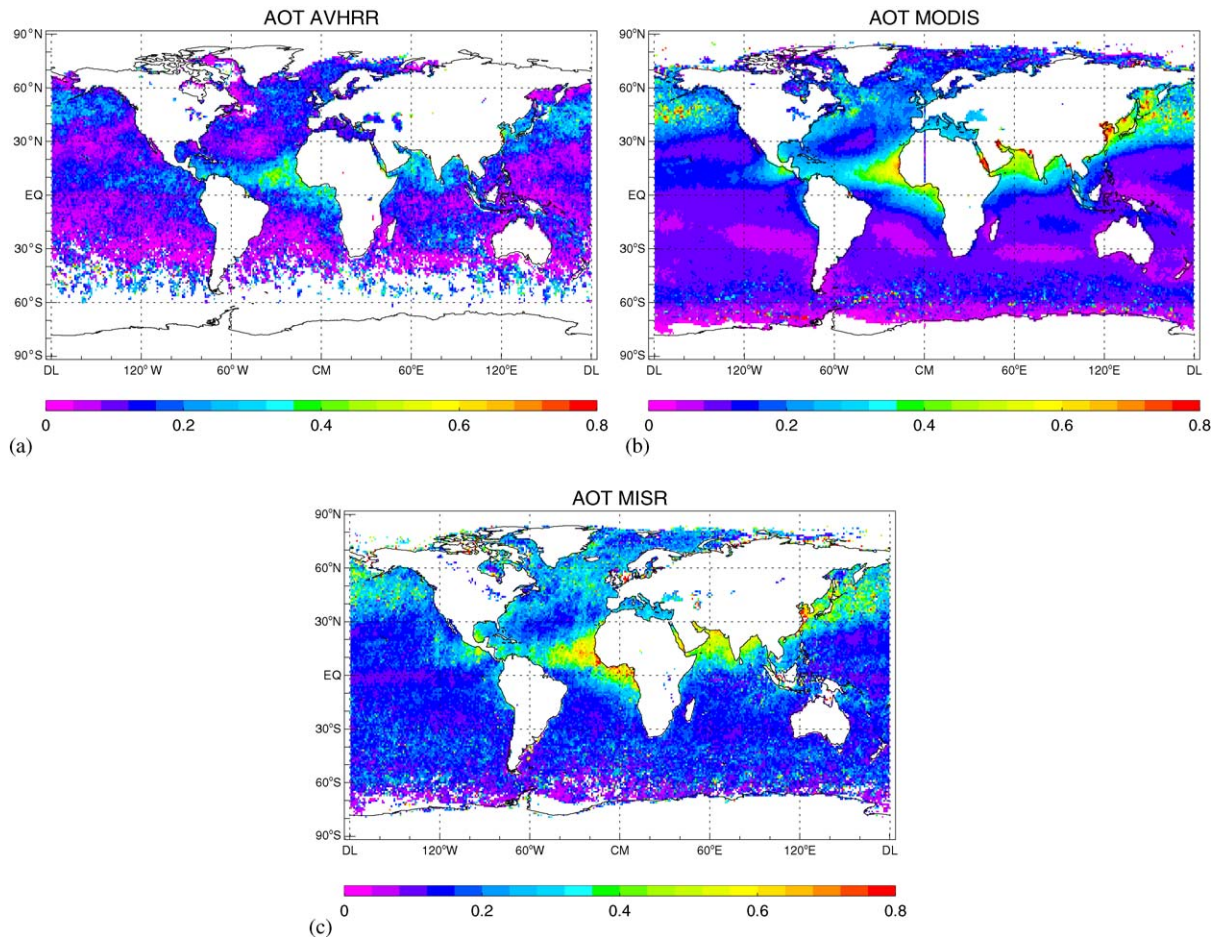 AOT AVHRR
90°N
60°N
30°N
EQ
30°S
60°S
90°S
DL 120°W 60°W CM 60°E 120°E DL
0 0.2 0.4 0.6 0.8
(a)
AOT MODIS
90°N
60°N
30°N
EQ
30°S
60°S
90°S
DL 120°W 60°W CM 60°E 120°E DL
0 0.2 0.4 0.6 0.8
(b)
AOT MISR
90°N
60°N
30°N
EQ
30°S
60°S
90°S
DL 120°W 60°W CM 60°E 120°E DL
0 0.2 0.4 0.6 0.8
(c)